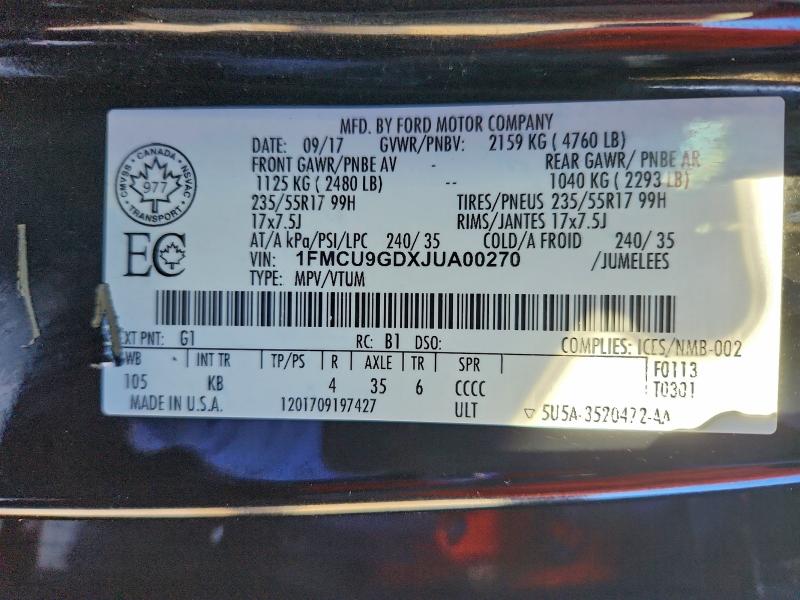 MFD. BY FORD MOTOR COMPANY
DATE: 09/17 GVWR/PNBV: 2159 KG ( 4760 LB)
FRONT GAWR/PNBE AV - REAR GAWR/ PNBE AR
1125 KG ( 2480 LB) -- 1040 KG ( 2293 LB)
235/55R17 99H TIRES/PNEUS 235/55R17 99H
17x7.5J RIMS/JANTES 17x7.5J
AT/A kPa/PSI/LPC 240/ 35 COLD/A FROID 240/ 35
VIN: 1FMCU9GDXJUA00270 /JUMELEES
TYPE: MPV/VTUM
CANADA
CMVSS 977 NSVAC
TRANSPORT
EC
EXT PNT: G1 RC: B1 DSO: COMPLIES: ICES/NMB-002
WB INT TR TP/PS R AXLE TR SPR F0113
105 KB 4 35 6 CCCC T0301
MADE IN U.S.A. 1201709197427 ULT ▽ 5U5A-3520472-AA